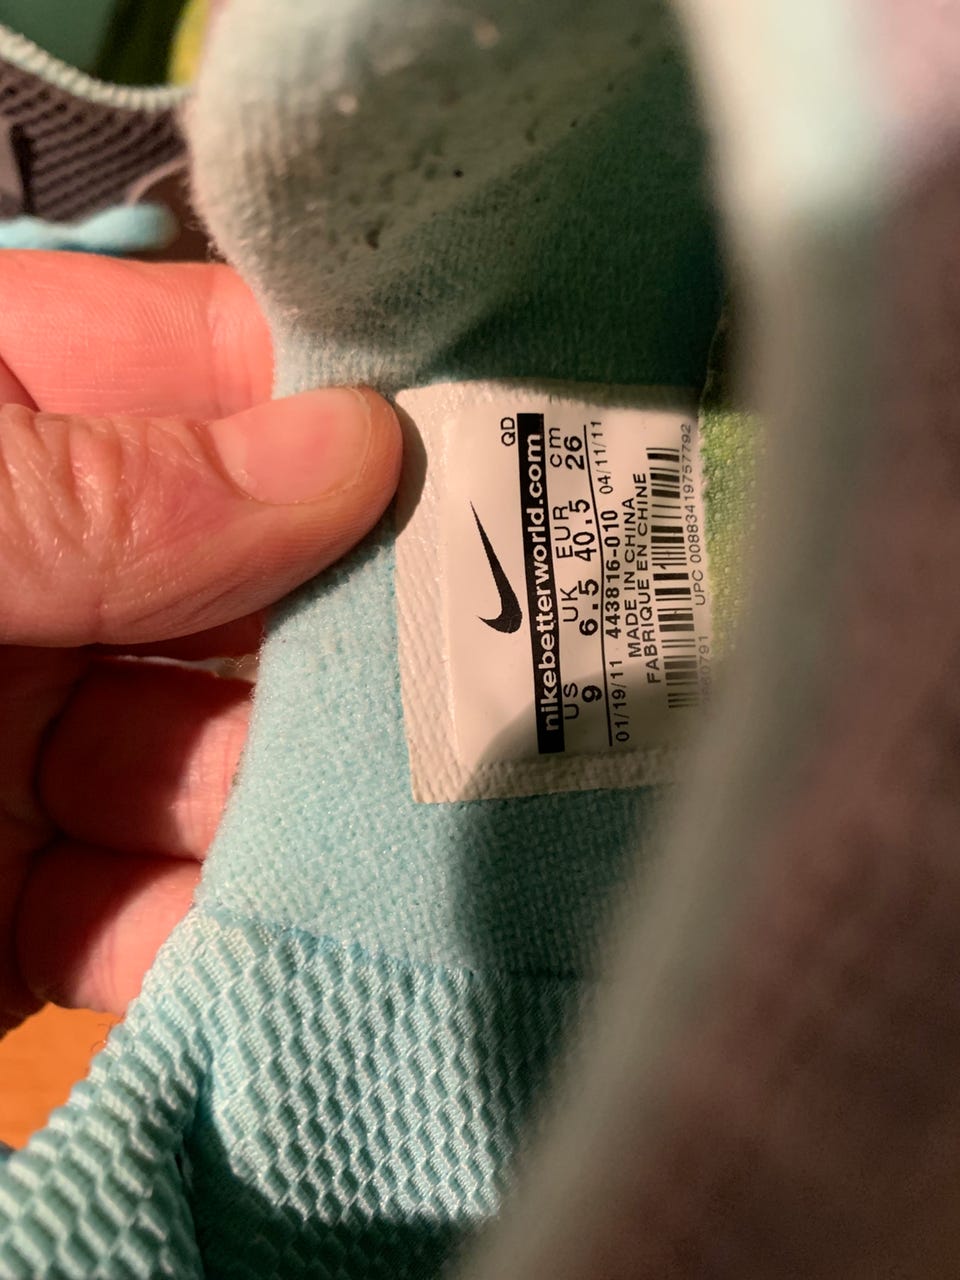 QD
nikebetterworld.com
US UK EUR cm
9 6.5 40.5 26
01/19/11 443816-010 04/11/11
MADE IN CHINA
FABRIQUE EN CHINE
UPC 00883419757792